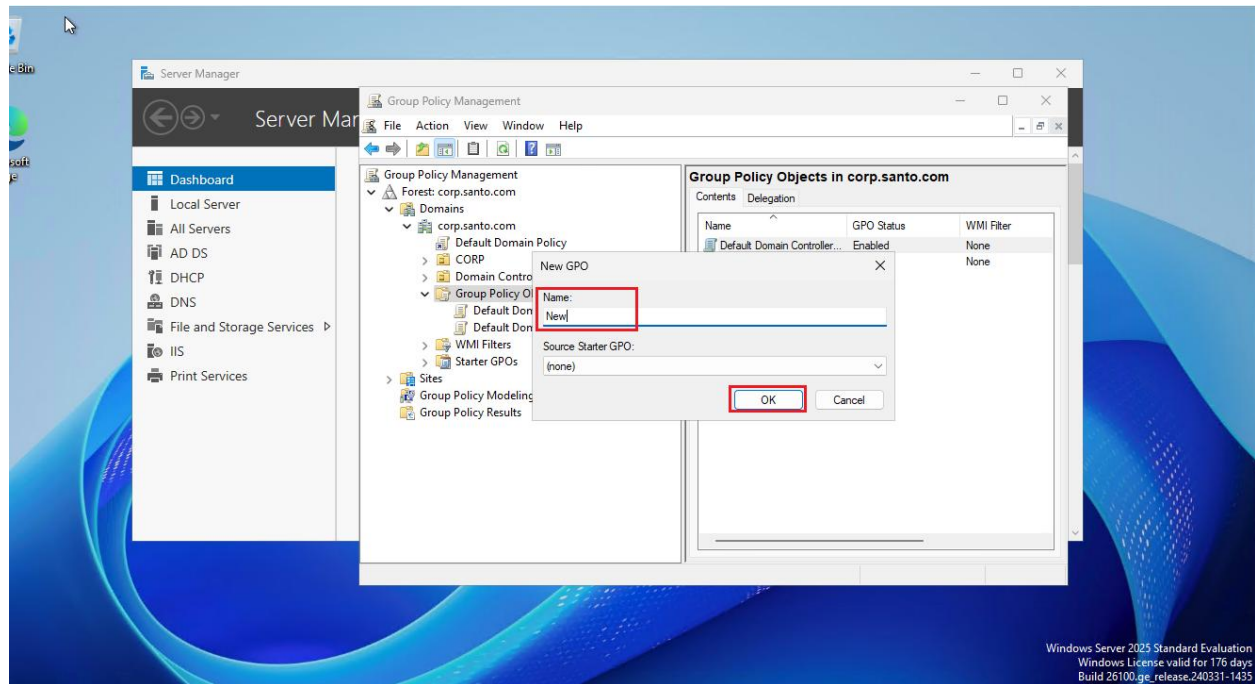 Server Manager
Server Mar
Dashboard
Local Server
All Servers
AD DS
DHCP
DNS
File and Storage Services
IIS
Print Services
Group Policy Management
File Action View Window Help
Group Policy Management
Forest: corp.santo.com
Domains
corp.santo.com
Default Domain Policy
CORP
Domain Contro
Group Policy O
Default Don
Default Don
WMI Filters
Starter GPOs
Sites
Group Policy Modeling
Group Policy Results
Group Policy Objects in corp.santo.com
Contents Delegation
Name GPO Status WMI Filter
Default Domain Controller... Enabled None
None
New GPO
Name:
New
Source Starter GPO:
(none)
OK Cancel
Windows Server 2025 Standard Evaluation
Windows License valid for 176 days
Build 26100.ge_release.240331-1435